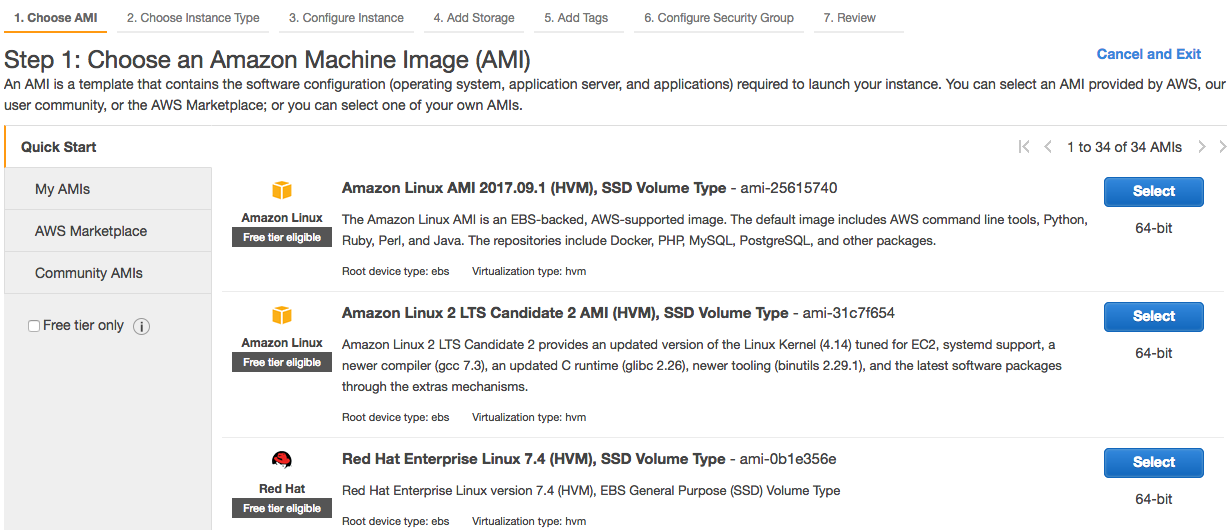 1. Choose AMI 2. Choose Instance Type 3. Configure Instance 4. Add Storage 5. Add Tags 6. Configure Security Group 7. Review
Step 1: Choose an Amazon Machine Image (AMI)
Cancel and Exit
An AMI is a template that contains the software configuration (operating system, application server, and applications) required to launch your instance. You can select an AMI provided by AWS, our
user community, or the AWS Marketplace; or you can select one of your own AMIs.
Quick Start
1 to 34 of 34 AMIs
My AMIs
AWS Marketplace
Community AMIs
Free tier only
Amazon Linux
Free tier eligible
Amazon Linux AMI 2017.09.1 (HVM), SSD Volume Type - ami-25615740
The Amazon Linux AMI is an EBS-backed, AWS-supported image. The default image includes AWS command line tools, Python,
Ruby, Perl, and Java. The repositories include Docker, PHP, MySQL, PostgreSQL, and other packages.
Root device type: ebs Virtualization type: hvm
Select
64-bit
Amazon Linux
Free tier eligible
Amazon Linux 2 LTS Candidate 2 AMI (HVM), SSD Volume Type - ami-31c7f654
Amazon Linux 2 LTS Candidate 2 provides an updated version of the Linux Kernel (4.14) tuned for EC2, systemd support, a
newer compiler (gcc 7.3), an updated C runtime (glibc 2.26), newer tooling (binutils 2.29.1), and the latest software packages
through the extras mechanisms.
Root device type: ebs Virtualization type: hvm
Select
64-bit
Red Hat
Free tier eligible
Red Hat Enterprise Linux 7.4 (HVM), SSD Volume Type - ami-0b1e356e
Red Hat Enterprise Linux version 7.4 (HVM), EBS General Purpose (SSD) Volume Type
Root device type: ebs Virtualization type: hvm
Select
64-bit